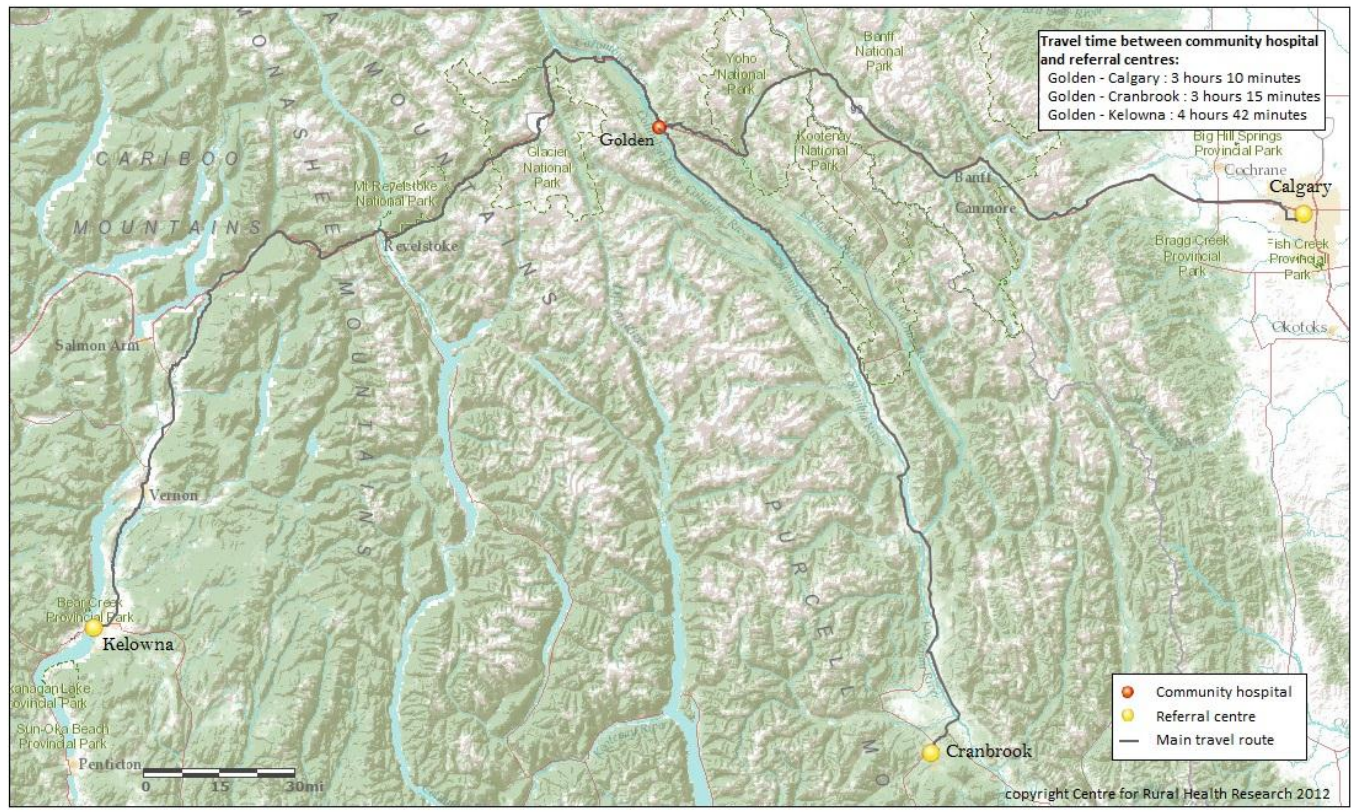 Travel time between community hospital
and referral centres:
Golden - Calgary : 3 hours 10 minutes
Golden - Cranbrook : 3 hours 15 minutes
Golden - Kelowna : 4 hours 42 minutes
Banff
National
Park
Yoho
National
Park
93
Golden
Kootenay
National
Park
Glacier
National
Park
Big Hill Springs
Provincial Park
Cochrane
Calgary
CARIBOO
MOUNTAINS
MONASHEE
MOUNTAINS
Mt Revelstoke
National Park
Revelstoke
Banff
Canmore
Bragg Creek
Provincial
Park
Fish Creek
Provincial
Park
Okotoks
Salmon Arm
Vernon
Bear Creek
Provincial Park
Kelowna
PURCELL
MO
Sun-Oka Beach
Provincial Park
Penticton
0 15 30mi
Cranbrook
Community hospital
Referral centre
Main travel route
copyright Centre for Rural Health Research 2012